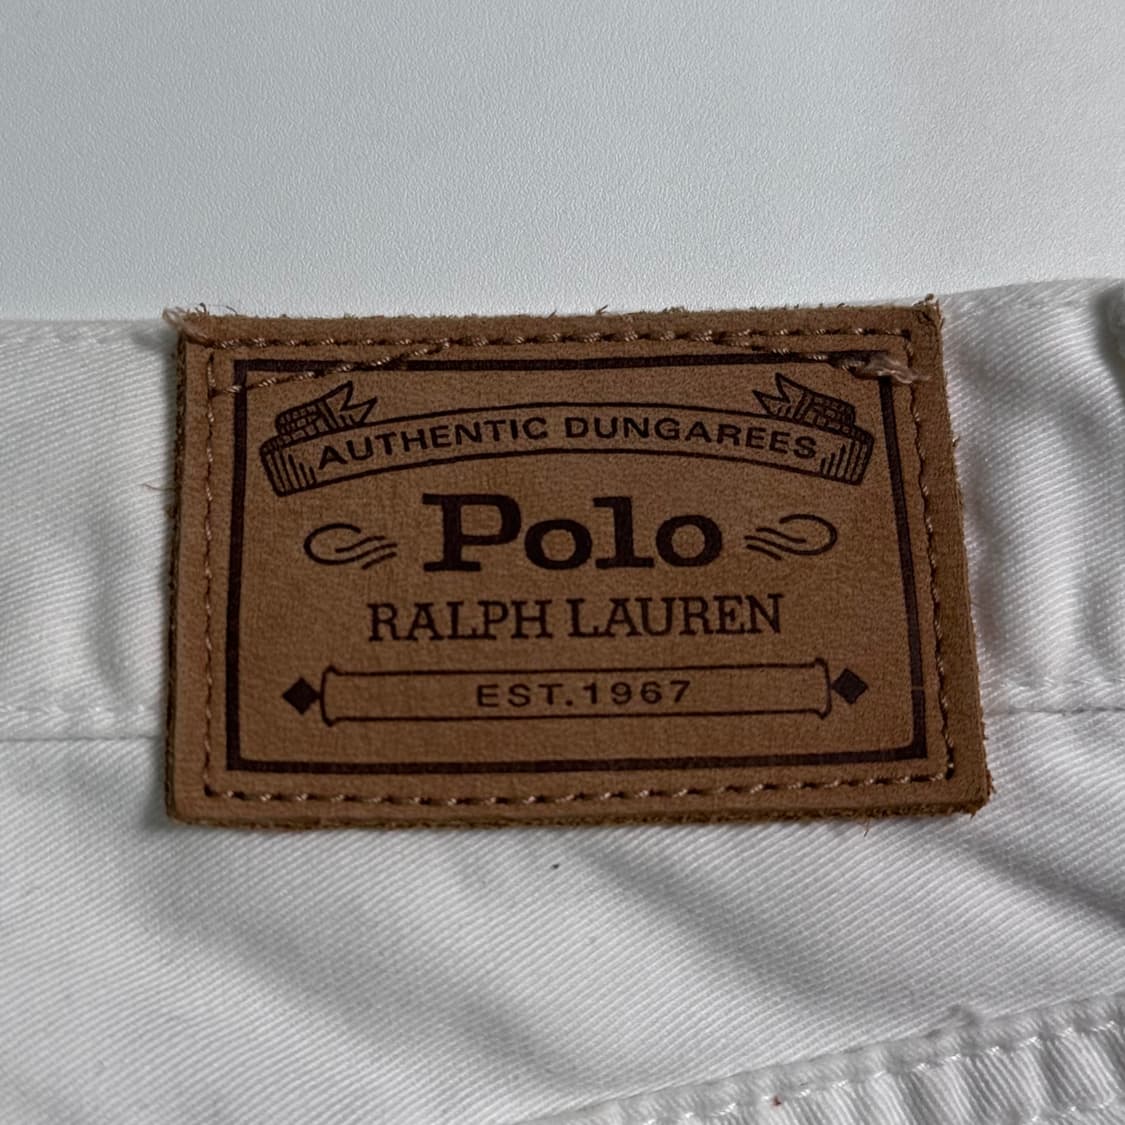 AUTHENTIC DUNGAREES
Polo
RALPH LAUREN
EST.1967